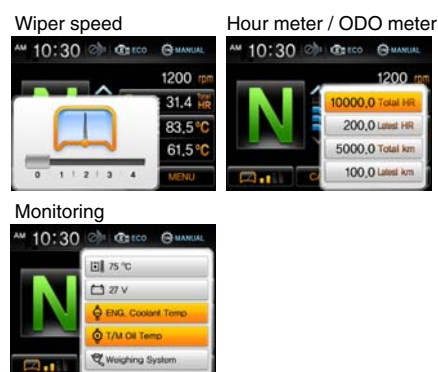 Wiper speed
AM 10:30 ECO MANUAL
1200 rpm
N 31.4 Total HR
83,5 °C
61,5 °C
0 1 2 3 4 MENU
Hour meter / ODO meter
AM 10:30 ECO MANUAL
1200 rpm
N 10000,0 Total HR
200,0 Latest HR
5000,0 Total km
CA 100,0 Latest km
Monitoring
AM 10:30 ECO MANUAL
N 75 °C
27 V
ENG. Coolant Temp
T/M Oil Temp
Weighing System